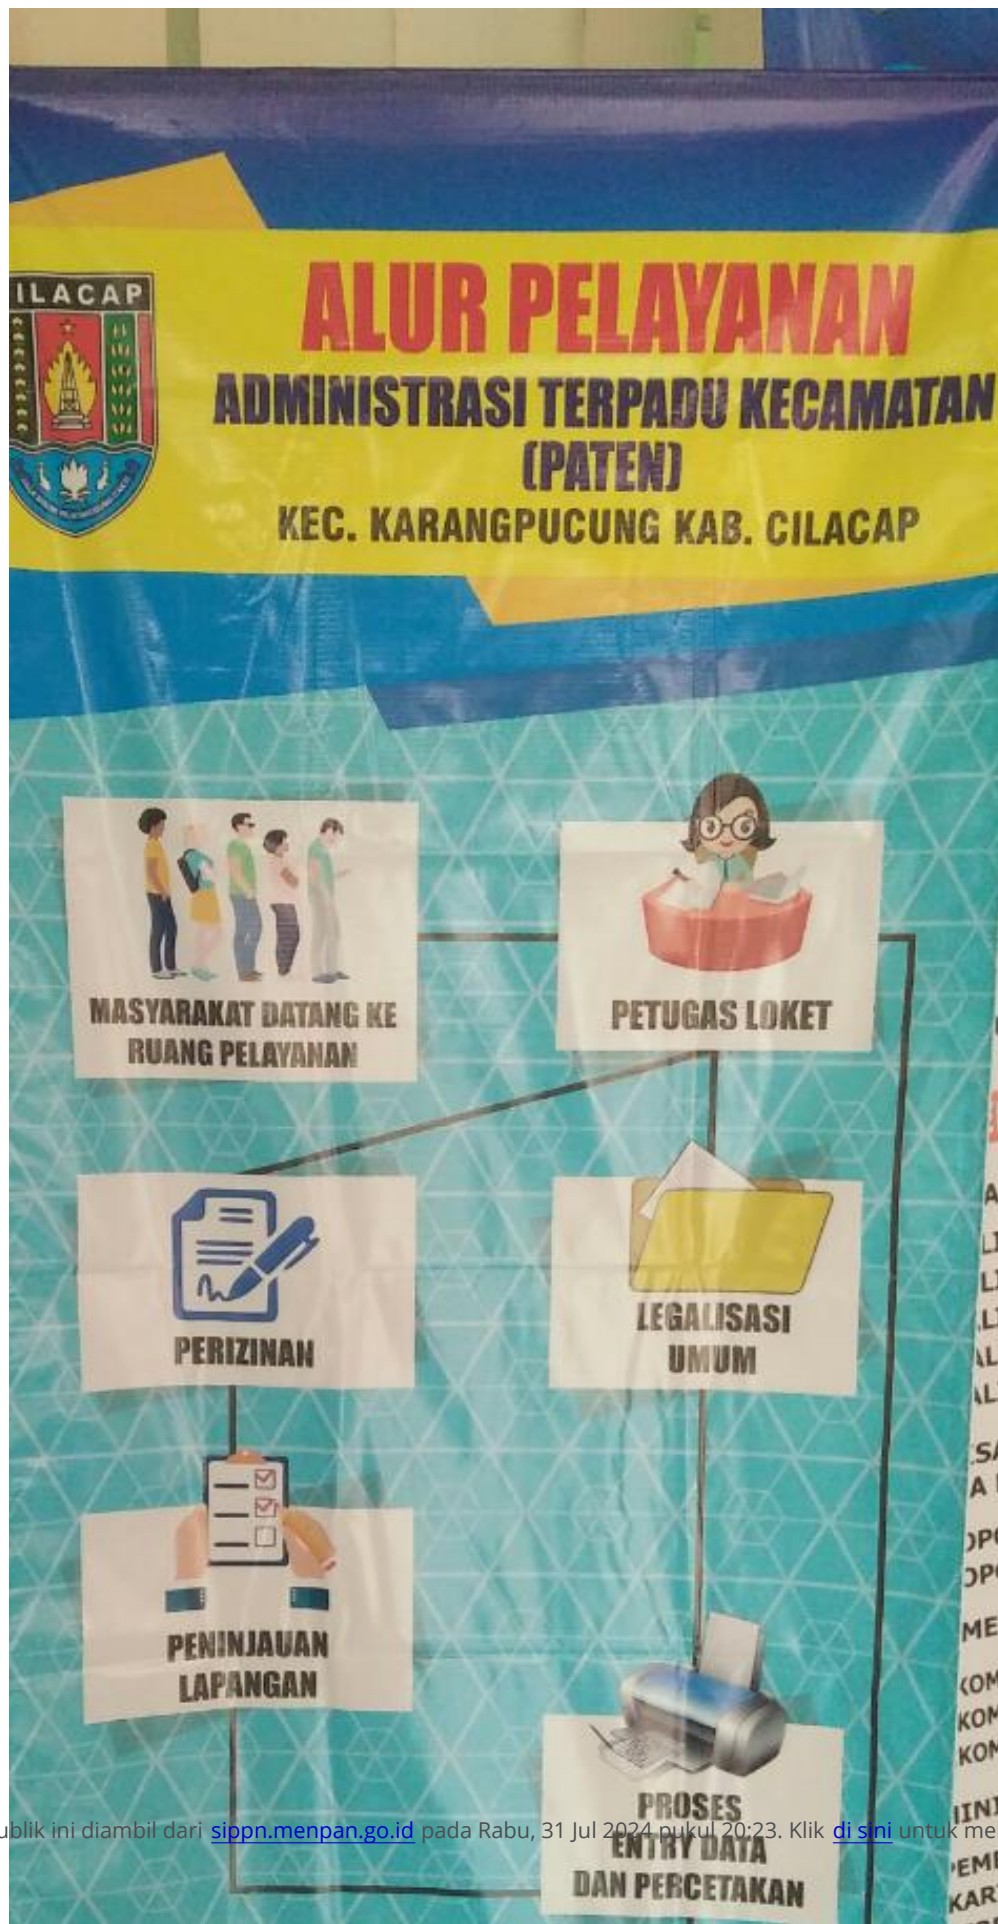 ILACAP
ALUR PELAYANAN
ADMINISTRASI TERPADU KECAMATAN
(PATEN)
KEC. KARANGPUCUNG KAB. CILACAP
MASYARAKAT DATANG KE
RUANG PELAYANAN
PETUGAS LOKET
PERIZINAN
LEGALISASI
UMUM
PENINJAUAN
LAPANGAN
PROSES
ublik ini diambil dari sippn.menpan.go.id pada Rabu, 31 Jul 2024 pukul 20:23. Klik di sini untuk me
ENTRY DATA
DAN PERCETAKAN